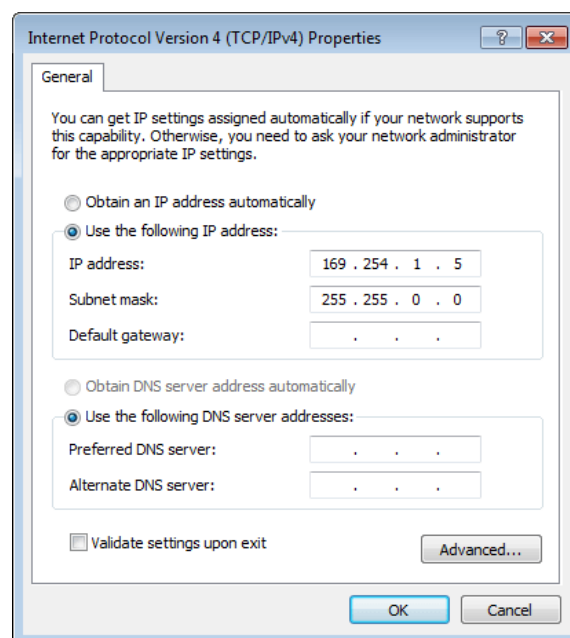 Internet Protocol Version 4 (TCP/IPv4) Properties
General
You can get IP settings assigned automatically if your network supports
this capability. Otherwise, you need to ask your network administrator
for the appropriate IP settings.
Obtain an IP address automatically
Use the following IP address:
IP address: 169 . 254 . 1 . 5
Subnet mask: 255 . 255 . 0 . 0
Default gateway: . . .
Obtain DNS server address automatically
Use the following DNS server addresses:
Preferred DNS server: . . .
Alternate DNS server: . . .
Validate settings upon exit
Advanced...
OK Cancel